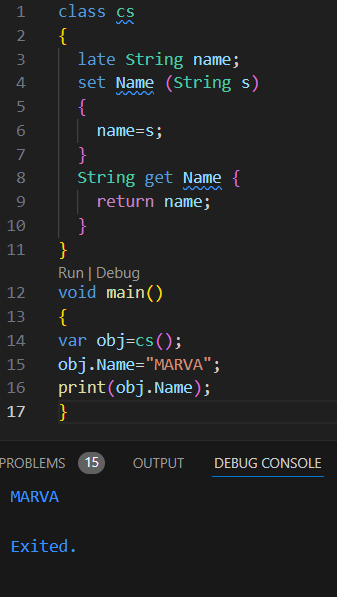 1 class cs
2 {
3 late String name;
4 set Name (String s)
5 {
6 name=s;
7 }
8 String get Name {
9 return name;
10 }
11 }
Run | Debug
12 void main()
13 {
14 var obj=cs();
15 obj.Name="MARVA";
16 print(obj.Name);
17 }
PROBLEMS 15 OUTPUT DEBUG CONSOLE
MARVA
Exited.